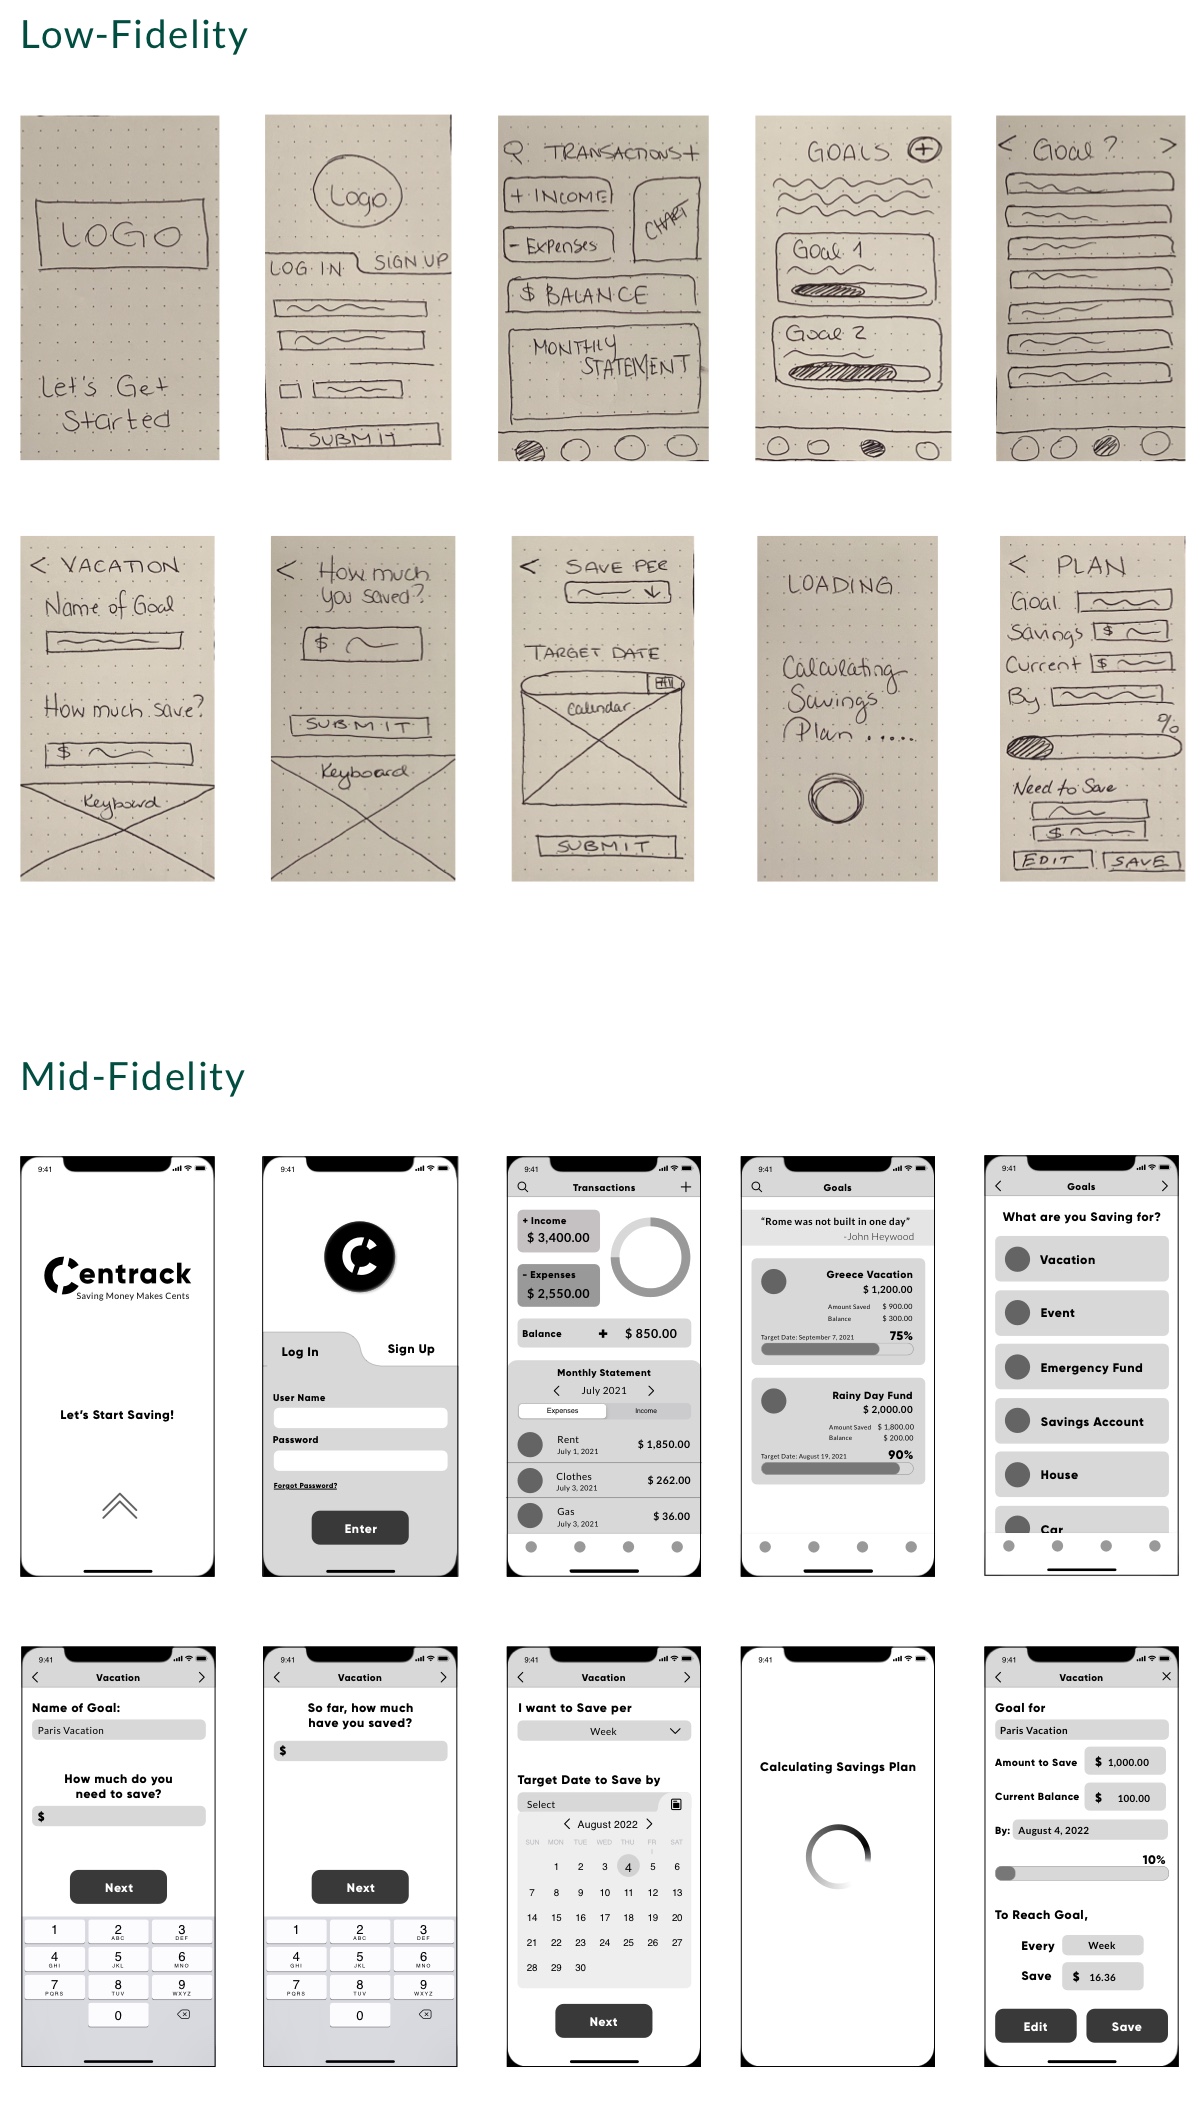 Low-Fidelity
LOGO
Let's Get
Started
Logo
LOG IN SIGN UP
SUBMIT
TRANSACTIONS +
+ INCOME
CHART
- Expenses
$ BALANCE
MONTHLY
STATEMENT
GOALS +
Goal 1
Goal 2
< Goal? >
< VACATION
Name of Goal
How much save?
$
Keyboard
< How much
you saved?
$
SUBMIT
Keyboard
< SAVE PER
TARGET DATE
Calendar
SUBMIT
LOADING
Calculating
Savings
Plan ......
< PLAN
Goal
Savings $
Current $
By
%
Need to Save
$
EDIT SAVE
Mid-Fidelity
9:41
Centrack
Saving Money Makes Cents
Let's Start Saving!
9:41
C
Log In Sign Up
User Name
Password
Forgot Password?
Enter
9:41
Transactions
+ Income
$ 3,400.00
- Expenses
$ 2,550.00
Balance + $ 850.00
Monthly Statement
< July 2021 >
Expenses Income
Rent $ 1,850.00
July 1, 2021
Clothes $ 262.00
July 3, 2021
Gas $ 36.00
July 3, 2021
9:41
Goals
“Rome was not built in one day”
-John Heywood
Greece Vacation
$ 1,200.00
Amount Saved $ 900.00
Balance $ 300.00
Target Date: September 7, 2021 75%
Rainy Day Fund
$ 2,000.00
Amount Saved $ 1,800.00
Balance $ 200.00
Target Date: August 19, 2021 90%
9:41
< Goals >
What are you Saving for?
Vacation
Event
Emergency Fund
Savings Account
House
Car
9:41
< Vacation >
Name of Goal:
Paris Vacation
How much do you
need to save?
$
Next
1 2 3
ABC DEF
4 5 6
GHI JKL MNO
7 8 9
PQRS TUV WXYZ
0
9:41
< Vacation >
So far, how much
have you saved?
$
Next
1 2 3
ABC DEF
4 5 6
GHI JKL MNO
7 8 9
PQRS TUV WXYZ
0
9:41
< Vacation >
I want to Save per
Week
Target Date to Save by
Select
< August 2022 >
SUN MON TUE WED THU FR SAT
I
1 2 3 4 5 6
7 8 9 10 11 12 13
14 15 16 17 18 19 20
21 22 23 24 25 26 27
28 29 30
Next
9:41
Calculating Savings Plan
9:41
< Vacation ×
Goal for
Paris Vacation
Amount to Save $ 1,000.00
Current Balance $ 100.00
By: August 4, 2022
10%
To Reach Goal,
Every Week
Save $ 16.36
Edit Save